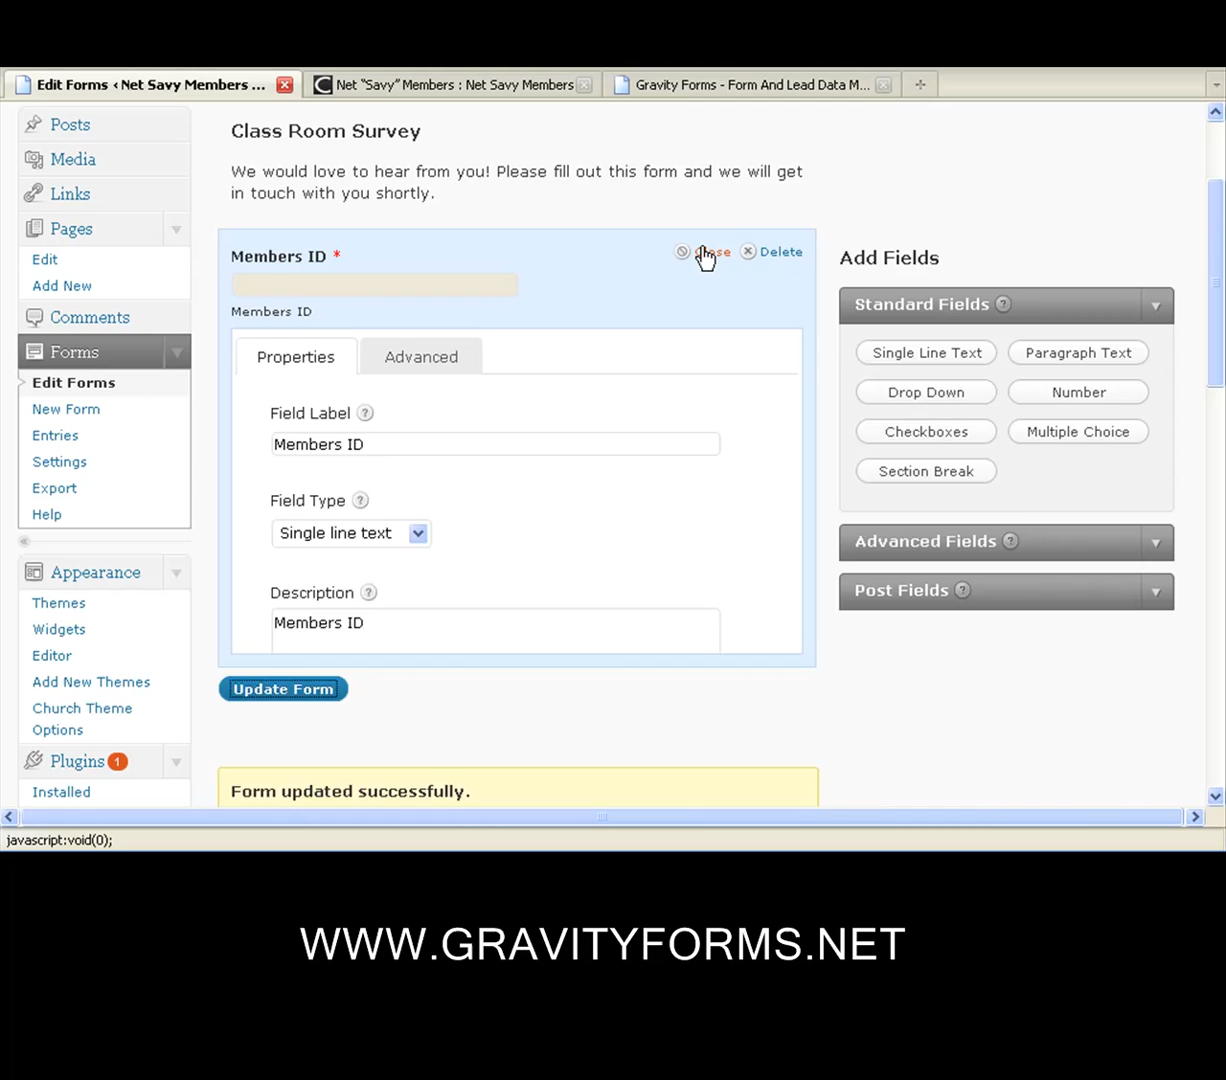 Edit Forms ‹ Net Savy Members ...
Net "Savy" Members : Net Savy Members
Gravity Forms - Form And Lead Data M...
Posts
Media
Links
Pages
Edit
Add New
Comments
Forms
Edit Forms
New Form
Entries
Settings
Export
Help
Appearance
Themes
Widgets
Editor
Add New Themes
Church Theme
Options
Plugins 1
Installed
Class Room Survey
We would love to hear from you! Please fill out this form and we will get
in touch with you shortly.
Members ID *
Delete
Members ID
Properties
Advanced
Field Label ?
Members ID
Field Type ?
Single line text
Description ?
Members ID
Update Form
Form updated successfully.
Add Fields
Standard Fields ?
Single Line Text
Paragraph Text
Drop Down
Number
Checkboxes
Multiple Choice
Section Break
Advanced Fields ?
Post Fields ?
javascript:void(0);
WWW.GRAVITYFORMS.NET